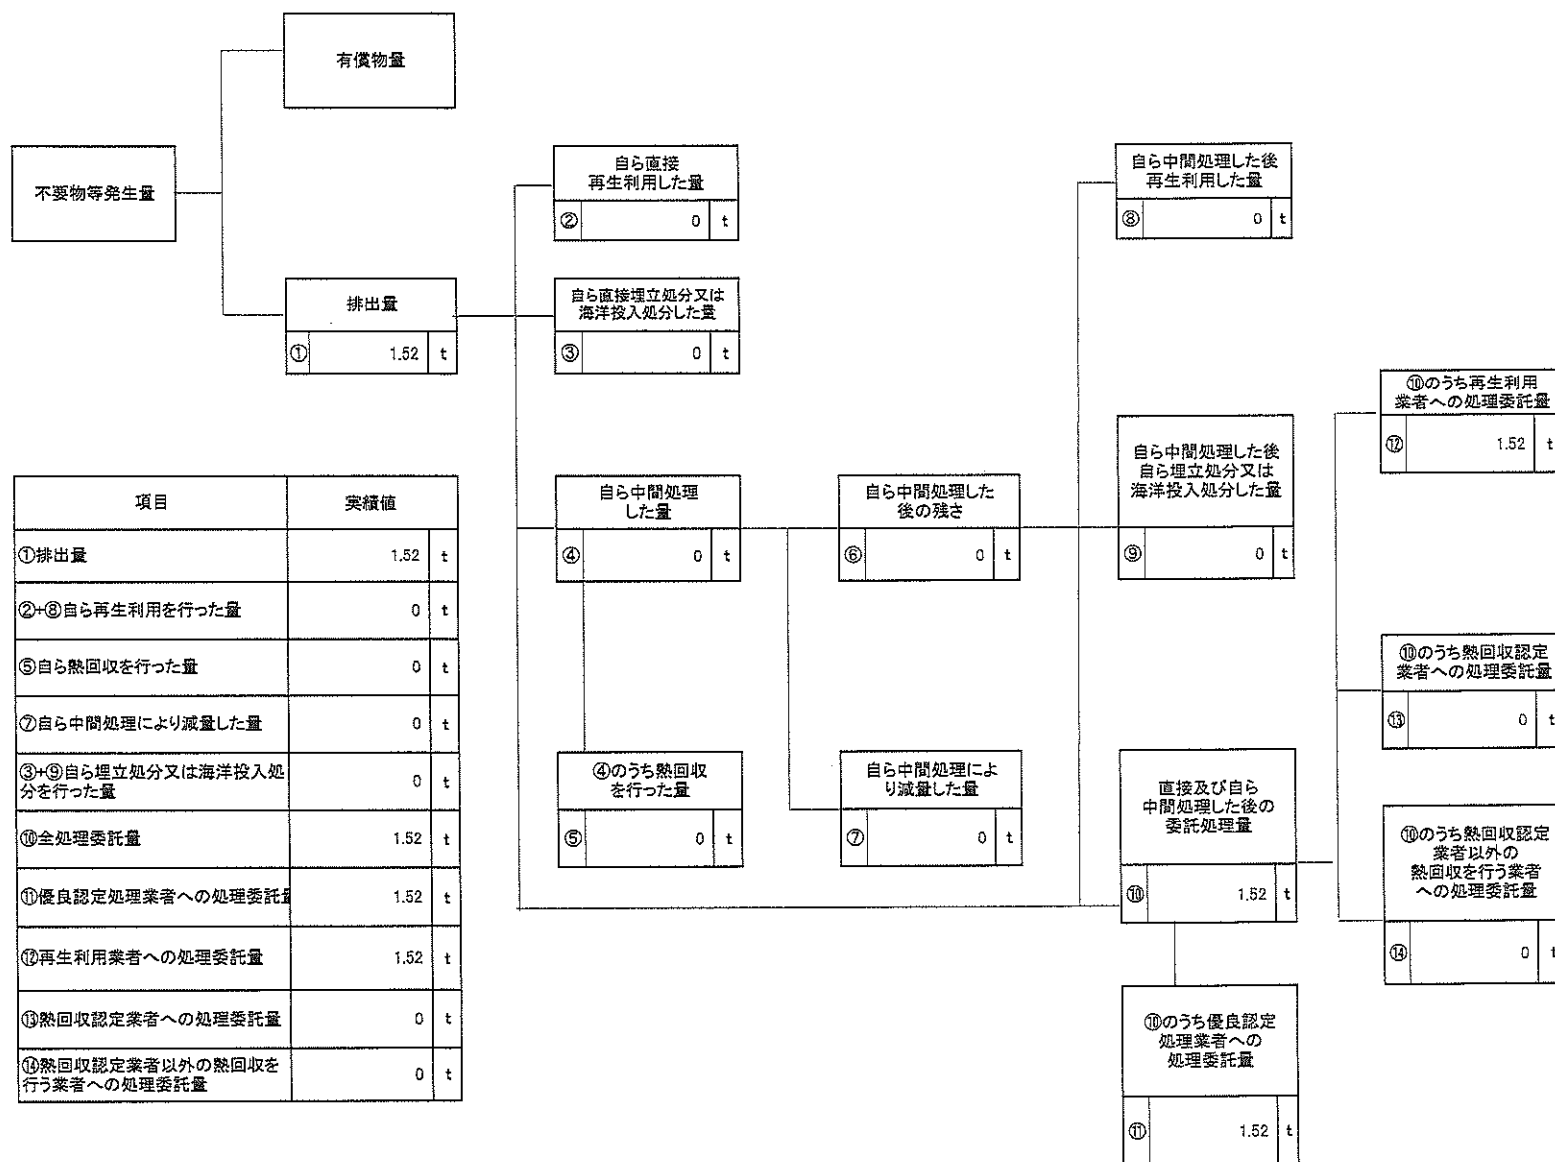 有償物量
不要物等発生量
排出量
① 1.52 t
自ら直接
再生利用した量
② 0 t
自ら直接埋立処分又は
海洋投入処分した量
③ 0 t
自ら中間処理
した量
④ 0 t
④のうち熱回収
を行った量
⑤ 0 t
自ら中間処理した
後の残さ
⑥ 0 t
自ら中間処理によ
り減量した量
⑦ 0 t
自ら中間処理した後
再生利用した量
⑧ 0 t
自ら中間処理した後
自ら埋立処分又は
海洋投入処分した量
⑨ 0 t
直接及び自ら
中間処理した後の
委託処理量
⑩ 1.52 t
⑩のうち優良認定
処理業者への
処理委託量
⑪ 1.52 t
⑩のうち再生利用
業者への処理委託量
⑫ 1.52 t
⑩のうち熱回収認定
業者への処理委託量
⑬ 0 t
⑩のうち熱回収認定
業者以外の
熱回収を行う業者
への処理委託量
⑭ 0 t
項目 実績値
①排出量 1.52 t
②+⑧自ら再生利用を行った量 0 t
⑤自ら熱回収を行った量 0 t
⑦自ら中間処理により減量した量 0 t
③+⑨自ら埋立処分又は海洋投入処
分を行った量 0 t
⑩全処理委託量 1.52 t
⑪優良認定処理業者への処理委託量 1.52 t
⑫再生利用業者への処理委託量 1.52 t
⑬熱回収認定業者への処理委託量 0 t
⑭熱回収認定業者以外の熱回収を
行う業者への処理委託量 0 t